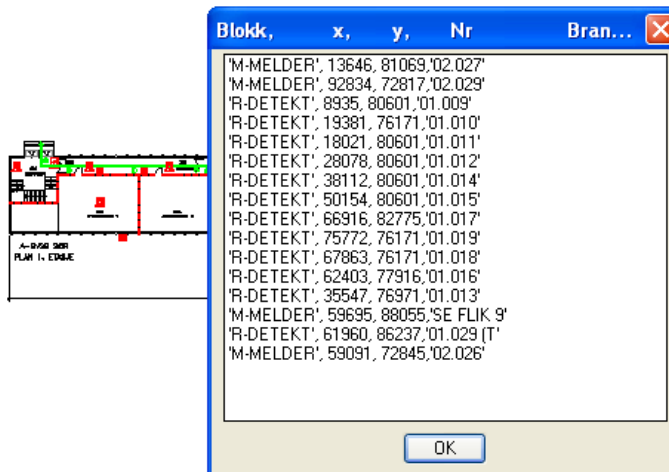 Blokk, x, y, Nr Bran...
'M-MELDER', 13646, 81069,'02.027'
'M-MELDER', 92834, 72817,'02.029'
'R-DETEKT', 8935, 80601,'01.009'
'R-DETEKT', 19381, 76171,'01.010'
'R-DETEKT', 18021, 80601,'01.011'
'R-DETEKT', 28078, 80601,'01.012'
'R-DETEKT', 38112, 80601,'01.014'
'R-DETEKT', 50154, 80601,'01.015'
'R-DETEKT', 66916, 82775,'01.017'
'R-DETEKT', 75772, 76171,'01.019'
'R-DETEKT', 67863, 76171,'01.018'
'R-DETEKT', 62403, 77916,'01.016'
'R-DETEKT', 35547, 76971,'01.013'
'M-MELDER', 59695, 88055,'SE FLIK 9'
'R-DETEKT', 61960, 86237,'01.029 (T'
'M-MELDER', 59091, 72845,'02.026'
PLAN 1. ETASJE
OK